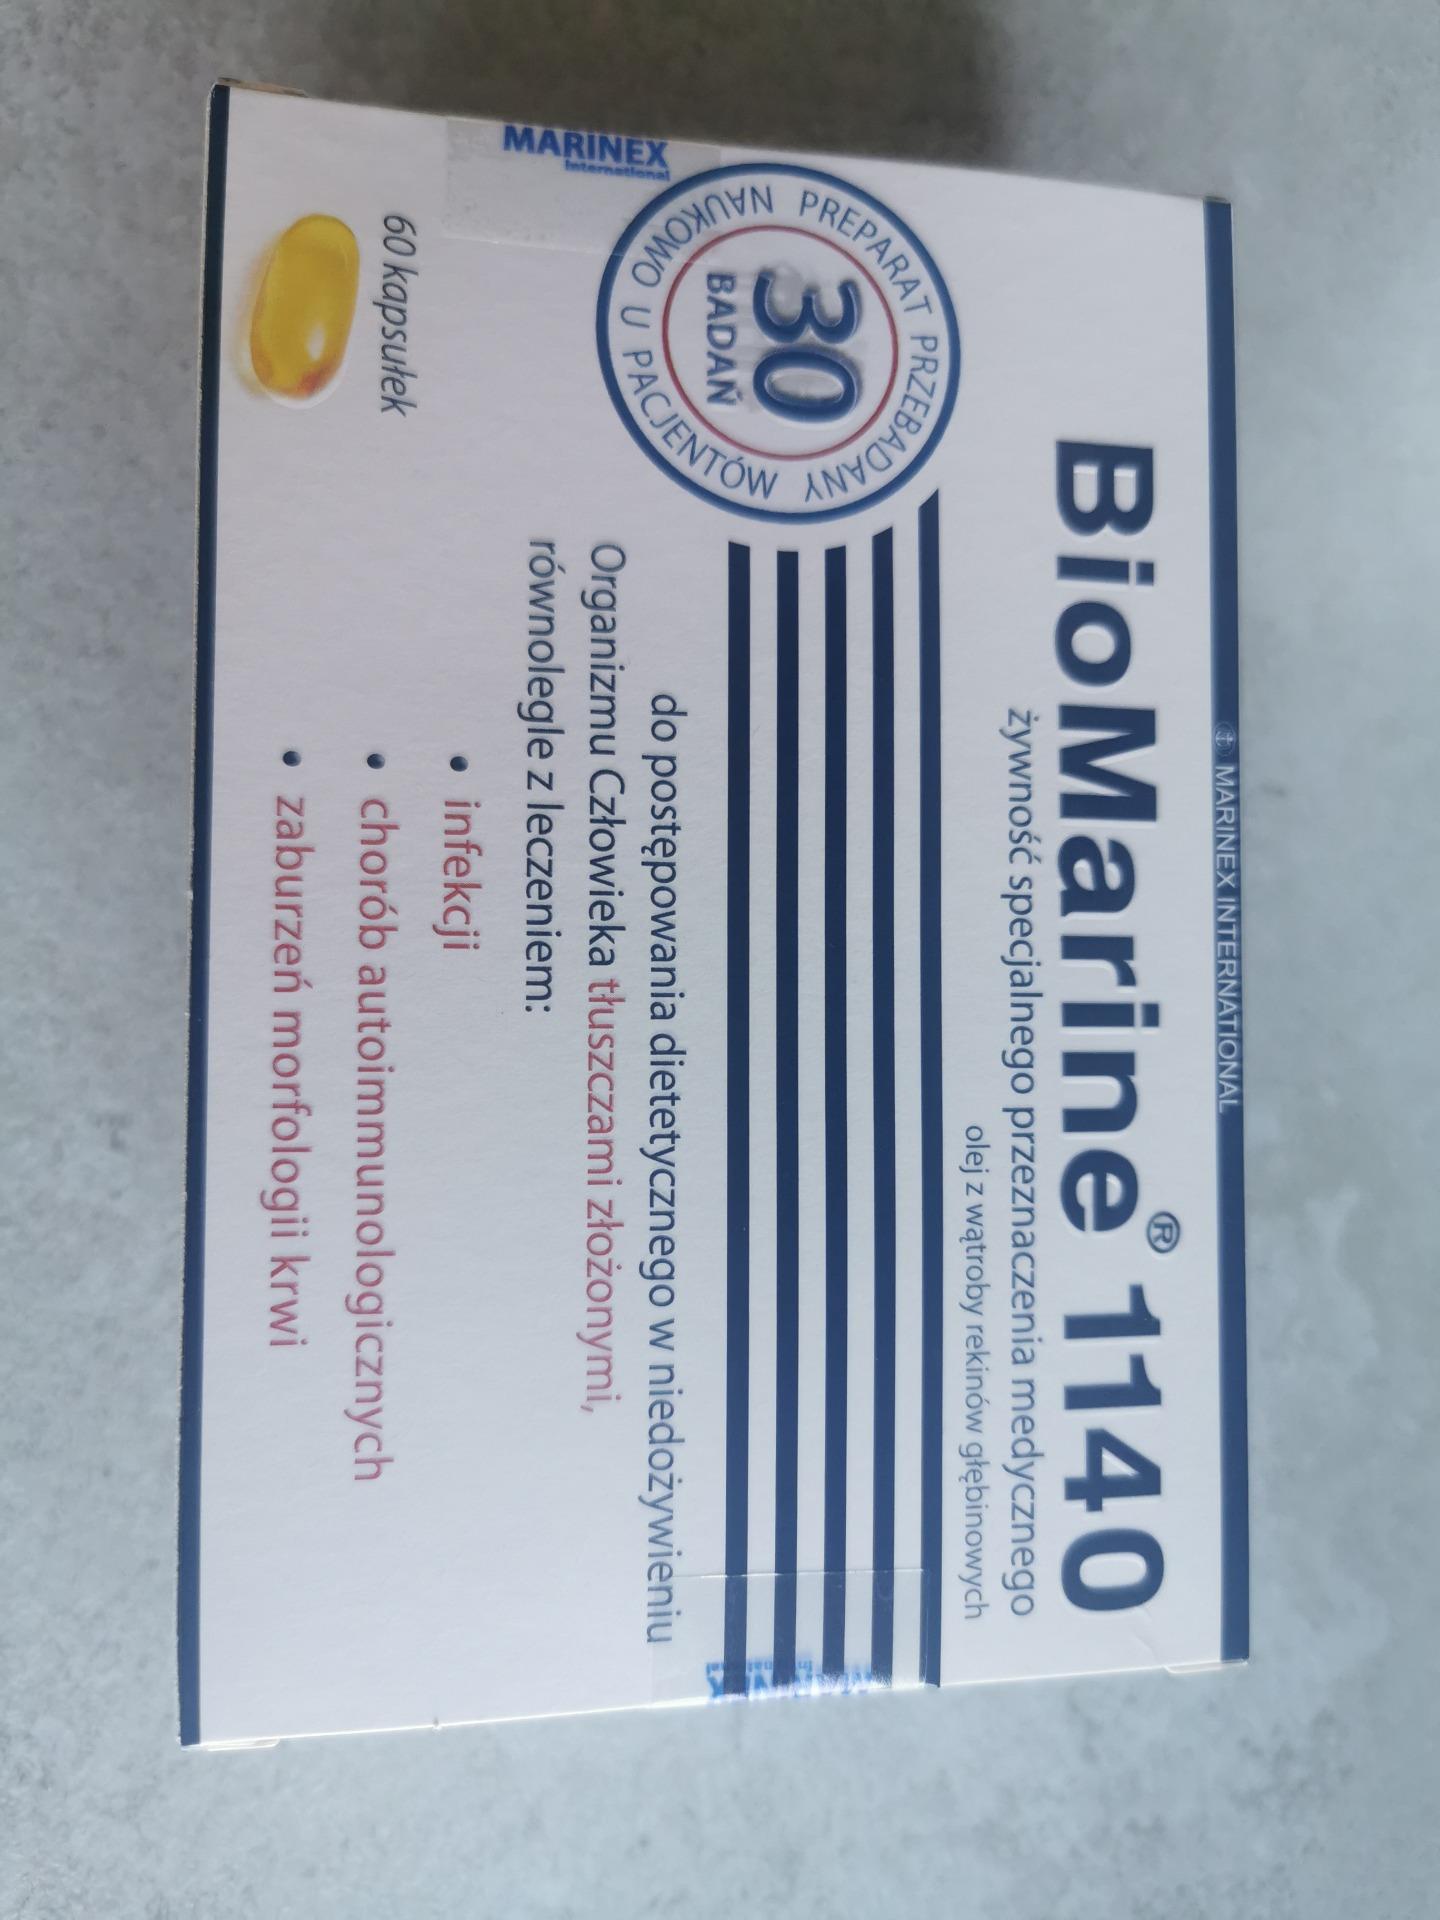 MARINEX INTERNATIONAL
BioMarine® 1140
żywność specjalnego przeznaczenia medycznego
olej z wątroby rekinów głębinowych
PREPARAT PRZEBADANY
NAUKOWO U PACJENTÓW
30
BADAŃ
do postępowania dietetycznego w niedożywieniu
Organizmu Człowieka tłuszczami złożonymi,
równolegle z leczeniem:
• infekcji
• chorób autoimmunologicznych
• zaburzeń morfologii krwi
MARINEX
International
60 kapsułek